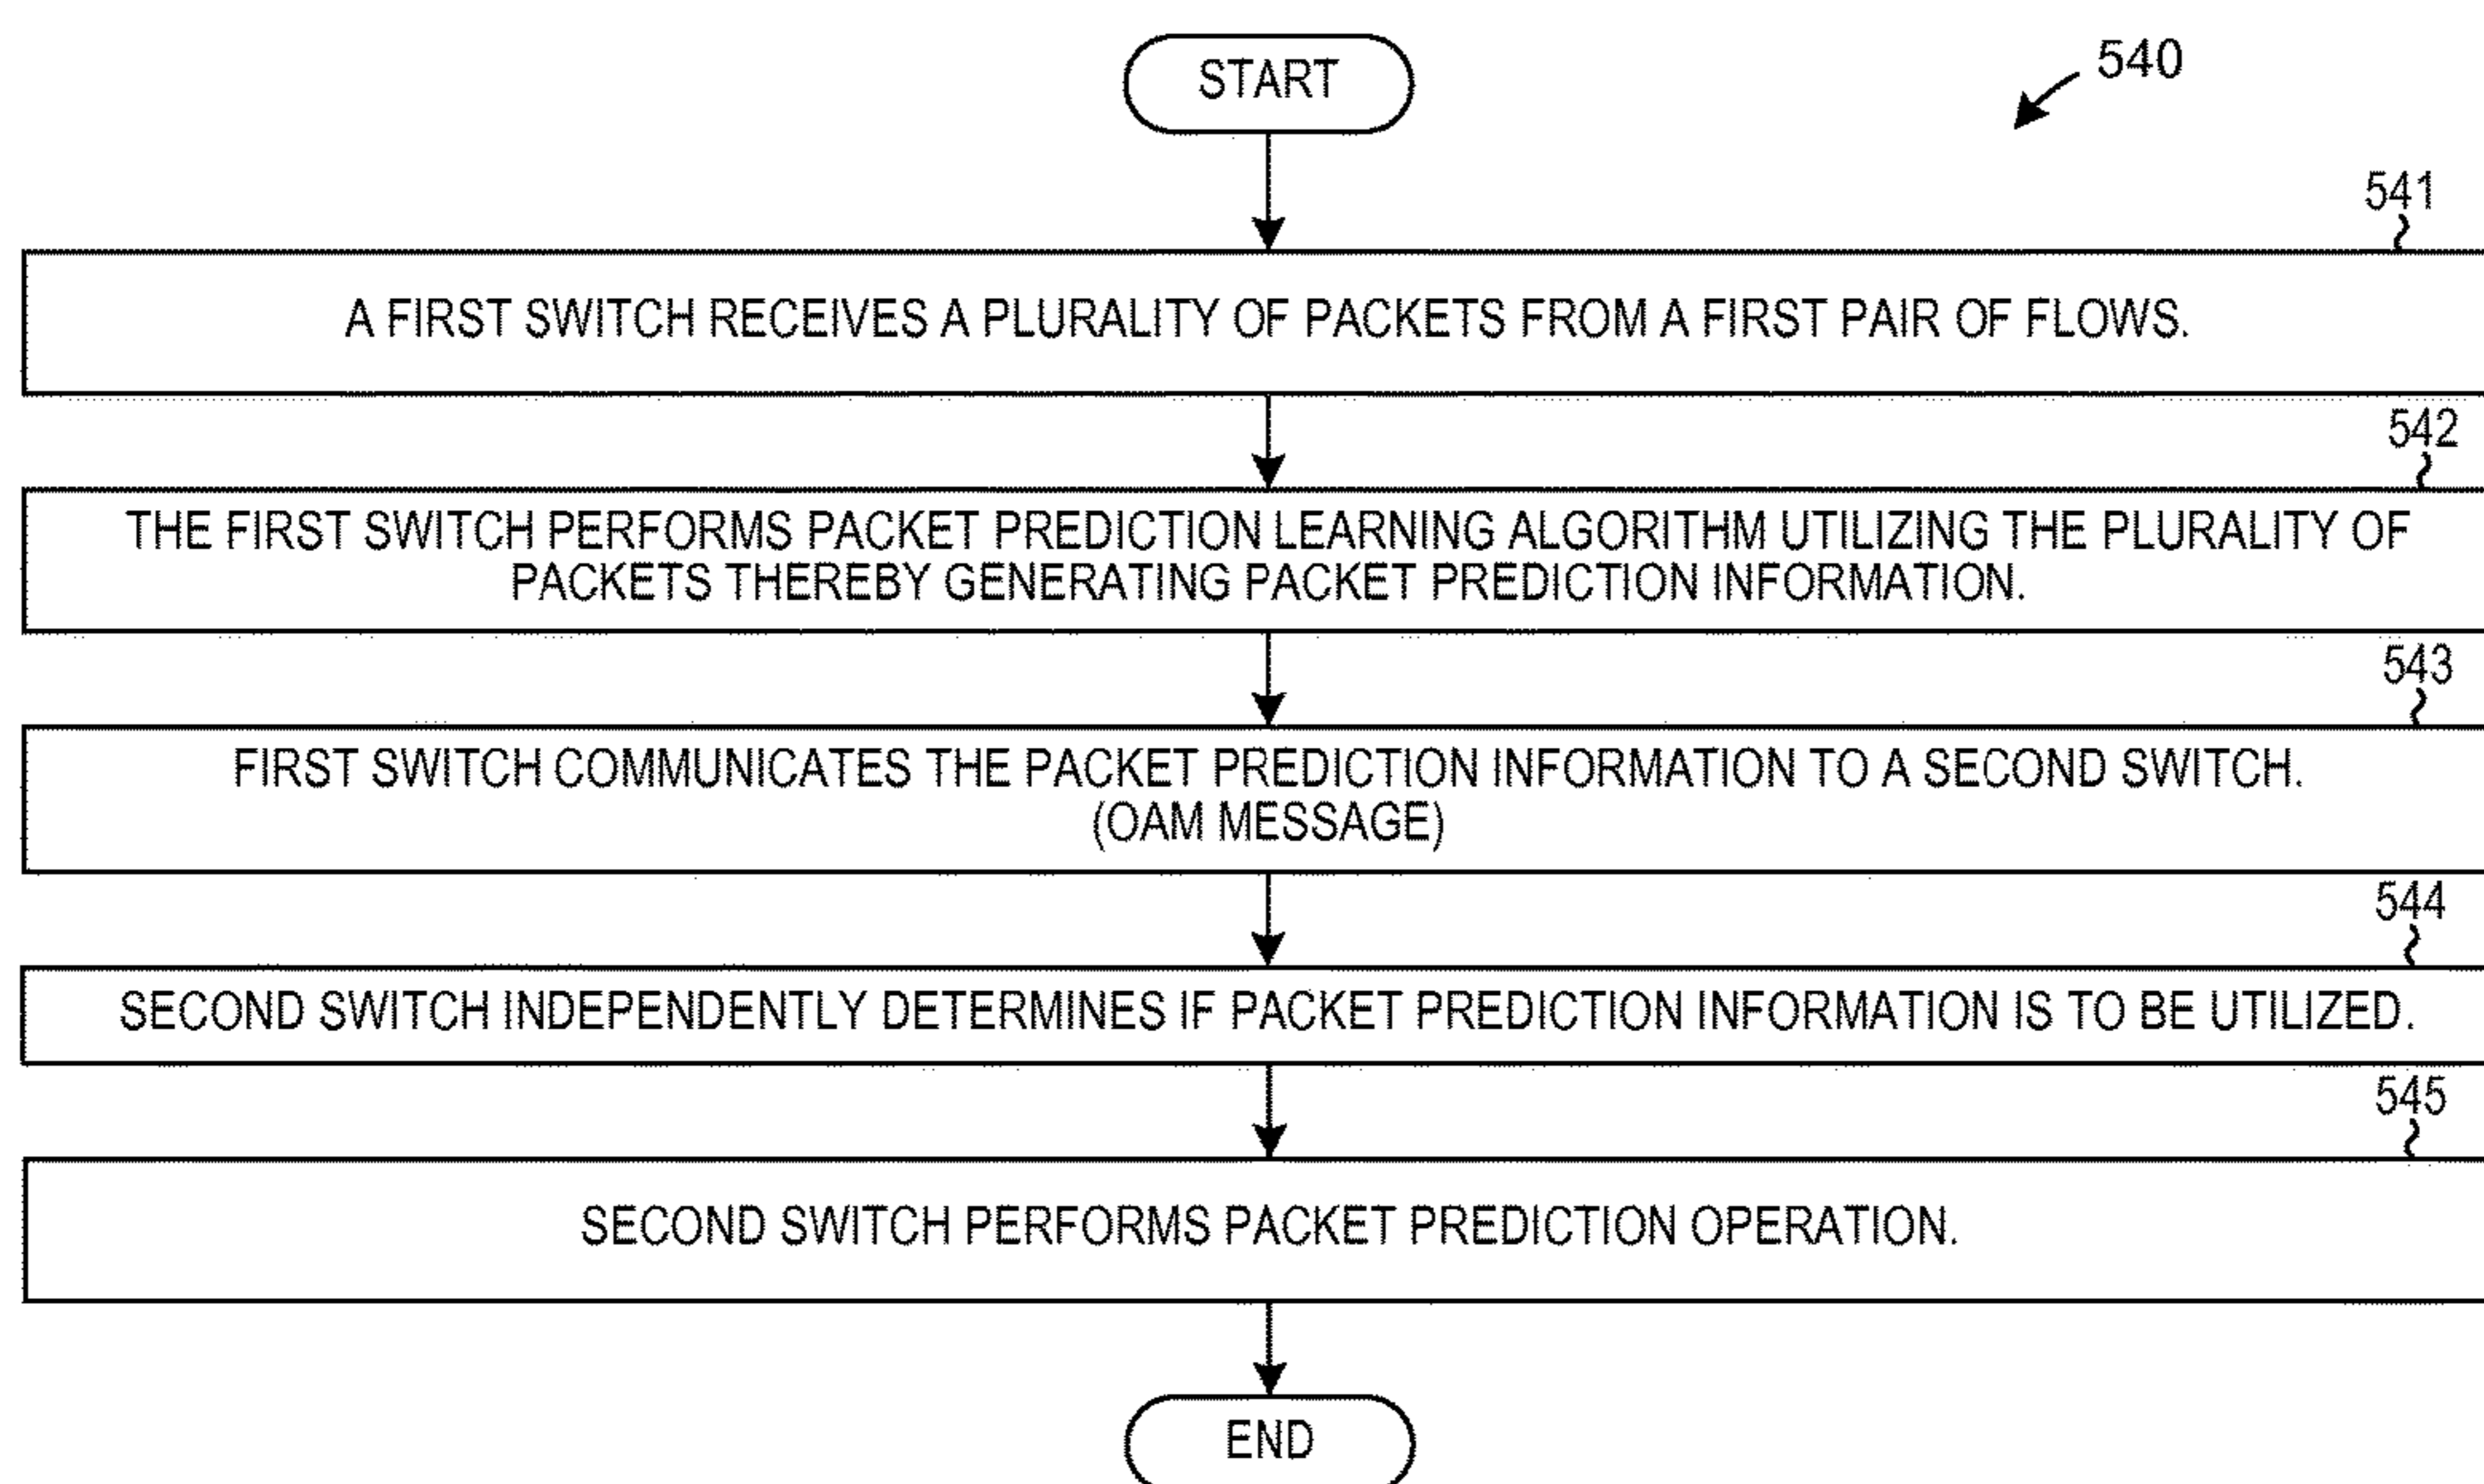 START
540
541
A FIRST SWITCH RECEIVES A PLURALITY OF PACKETS FROM A FIRST PAIR OF FLOWS.
542
THE FIRST SWITCH PERFORMS PACKET PREDICTION LEARNING ALGORITHM UTILIZING THE PLURALITY OF
PACKETS THEREBY GENERATING PACKET PREDICTION INFORMATION.
543
FIRST SWITCH COMMUNICATES THE PACKET PREDICTION INFORMATION TO A SECOND SWITCH.
(OAM MESSAGE)
544
SECOND SWITCH INDEPENDENTLY DETERMINES IF PACKET PREDICTION INFORMATION IS TO BE UTILIZED.
545
SECOND SWITCH PERFORMS PACKET PREDICTION OPERATION.
END